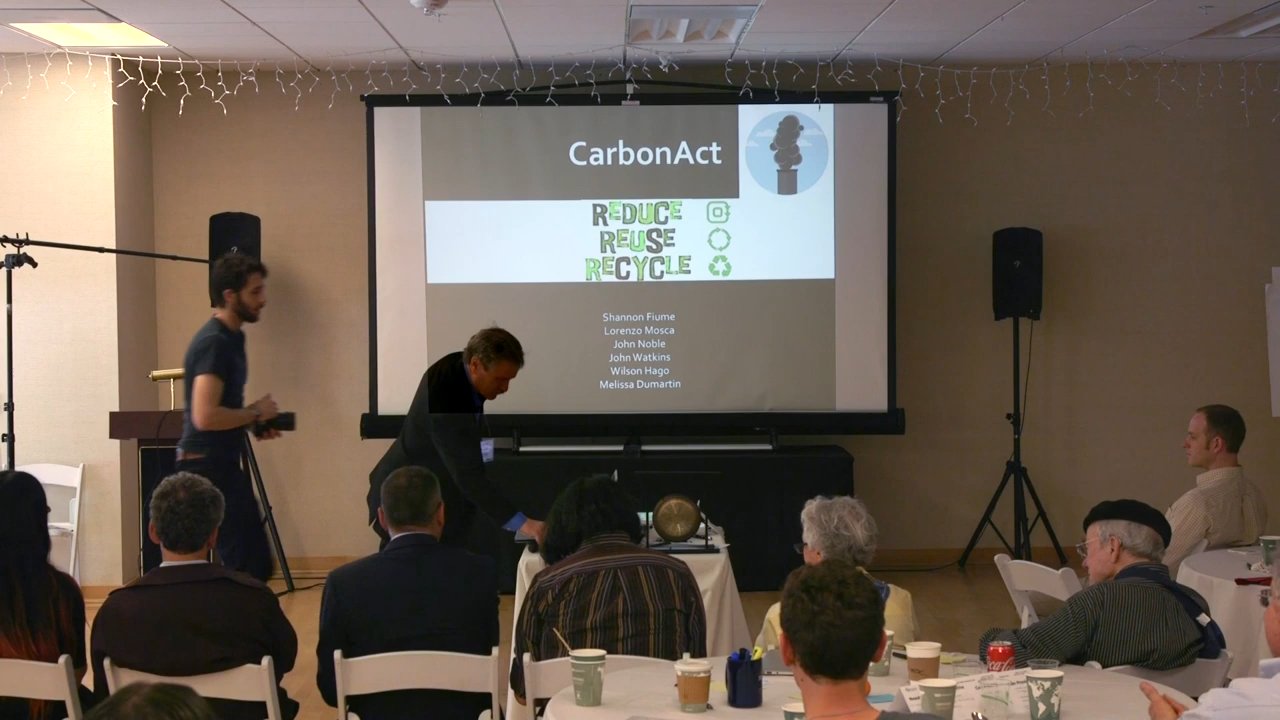 CarbonAct
REDUCE
REUSE
RECYCLE
Shannon Fiume
Lorenzo Mosca
John Noble
John Watkins
Wilson Hago
Melissa Dumartin